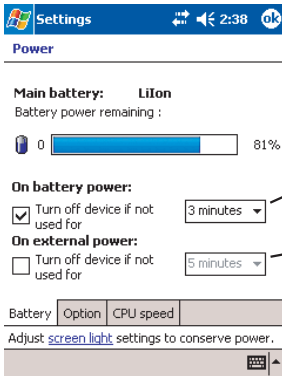 Settings 2:38 ok
Power
Main battery: LiIon
Battery power remaining :
0 81%
On battery power:
Turn off device if not used for 3 minutes
On external power:
Turn off device if not used for 5 minutes
Battery Option CPU speed
Adjust screen light settings to conserve power.